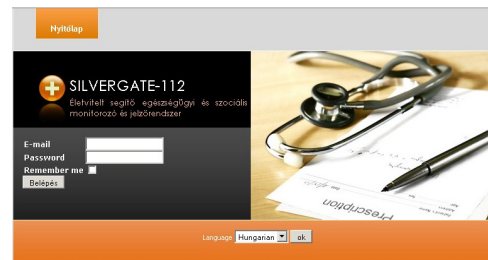 Nyitólap
SILVERGATE-112
Életvitelt segítő egészségügyi és szociális
monitorozó és jelzőrendszer
E-mail
Password
Remember me
Belépés
Prescription
Language Hungarian ok